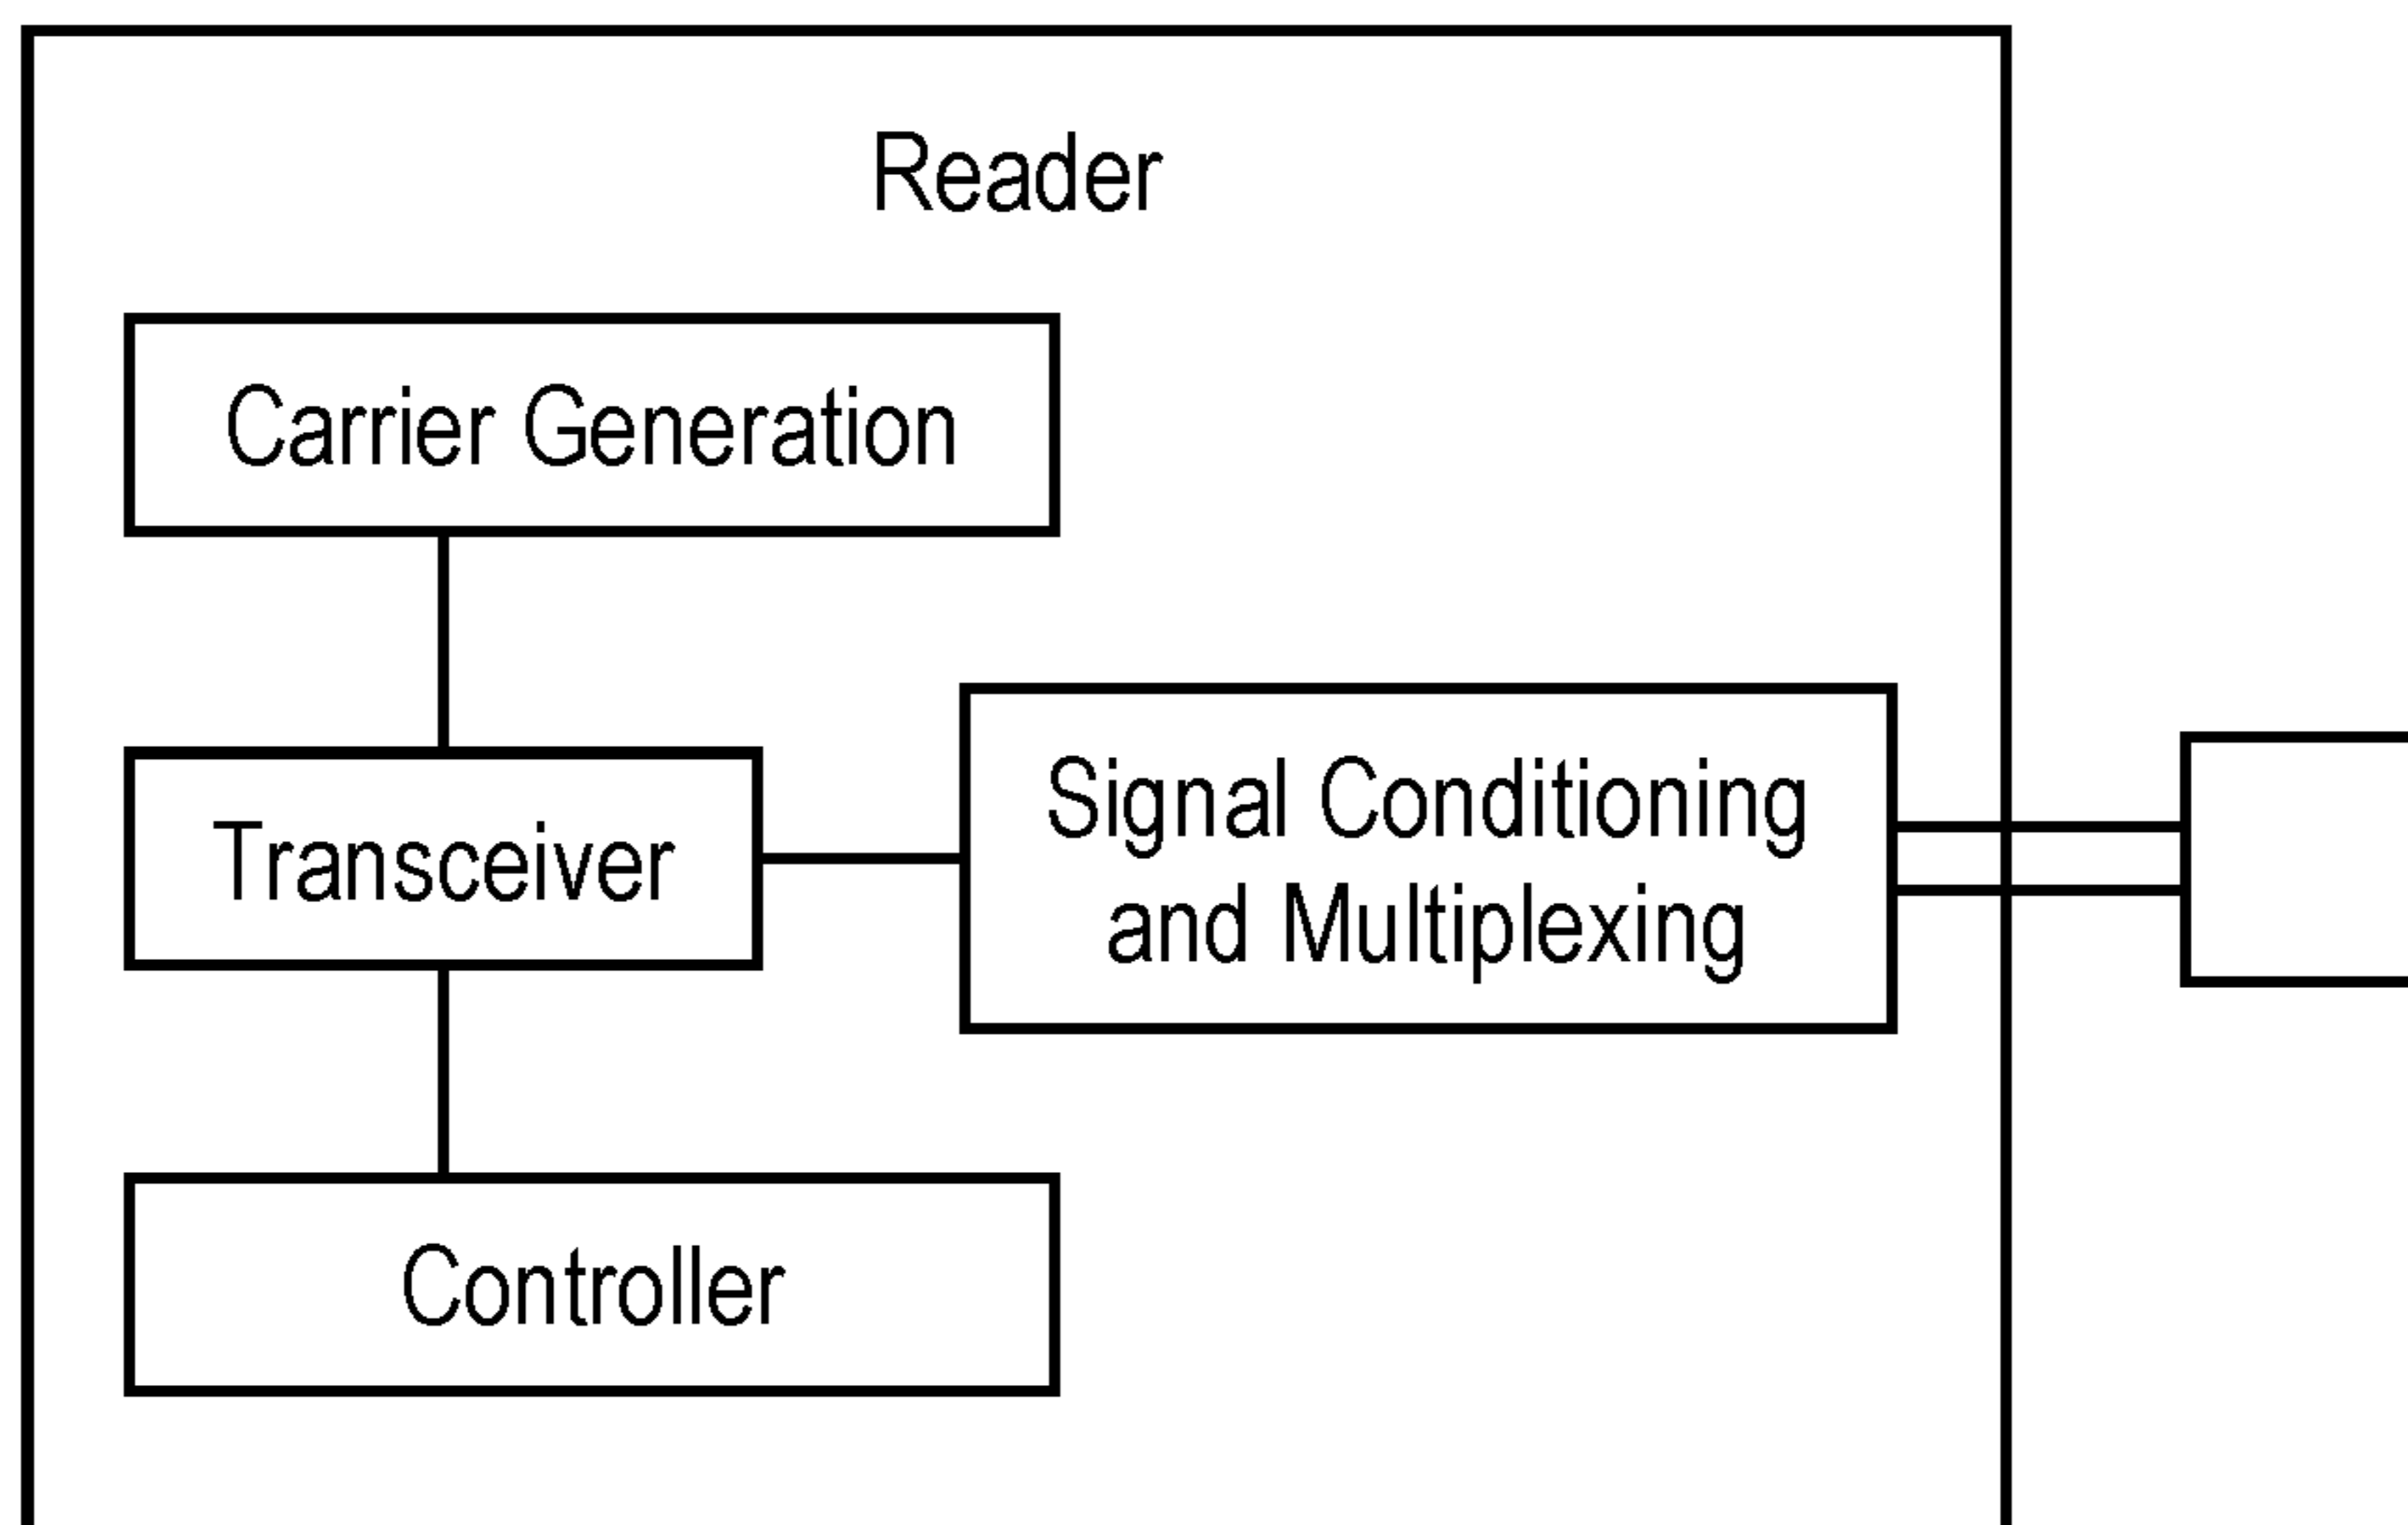 Reader
Carrier Generation
Transceiver
Signal Conditioning
and Multiplexing
Controller